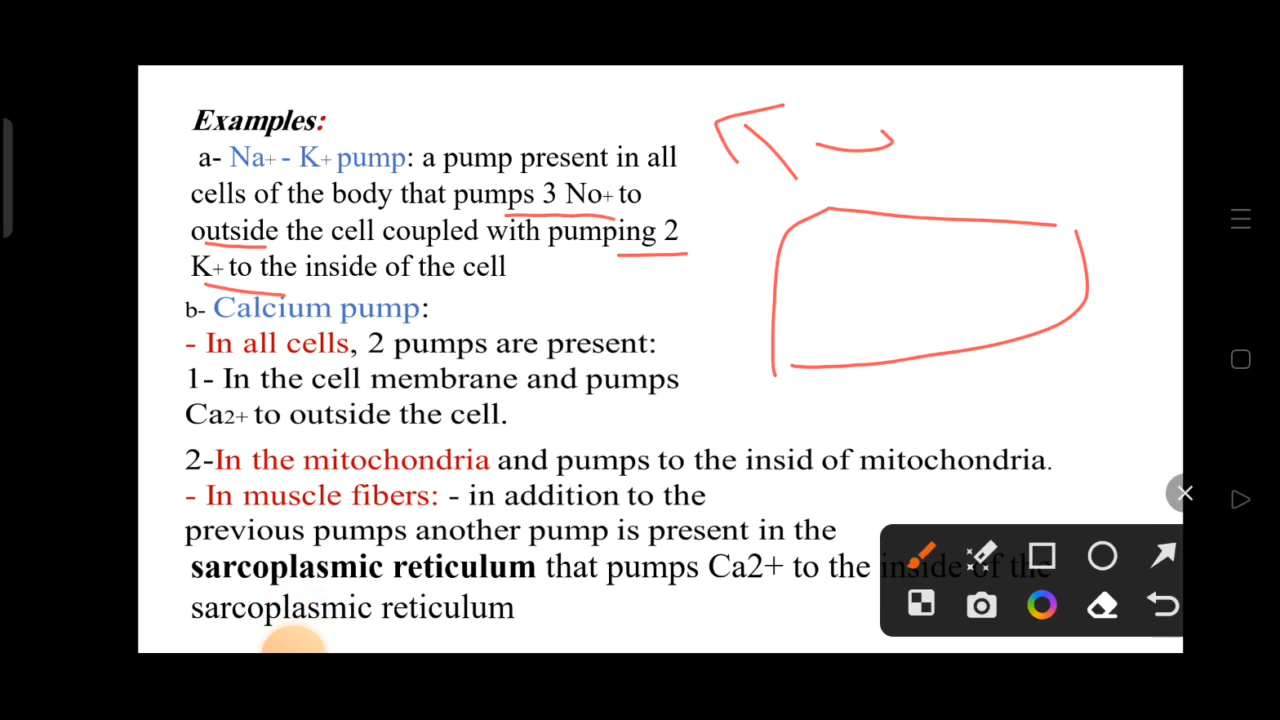 Examples:
a- Na+ - K+ pump: a pump present in all
cells of the body that pumps 3 No+ to
outside the cell coupled with pumping 2
K+ to the inside of the cell
b- Calcium pump:
- In all cells, 2 pumps are present:
1- In the cell membrane and pumps
Ca2+ to outside the cell.
2-In the mitochondria and pumps to the insid of mitochondria.
- In muscle fibers: - in addition to the
previous pumps another pump is present in the
sarcoplasmic reticulum that pumps Ca2+ to the inside of the
sarcoplasmic reticulum